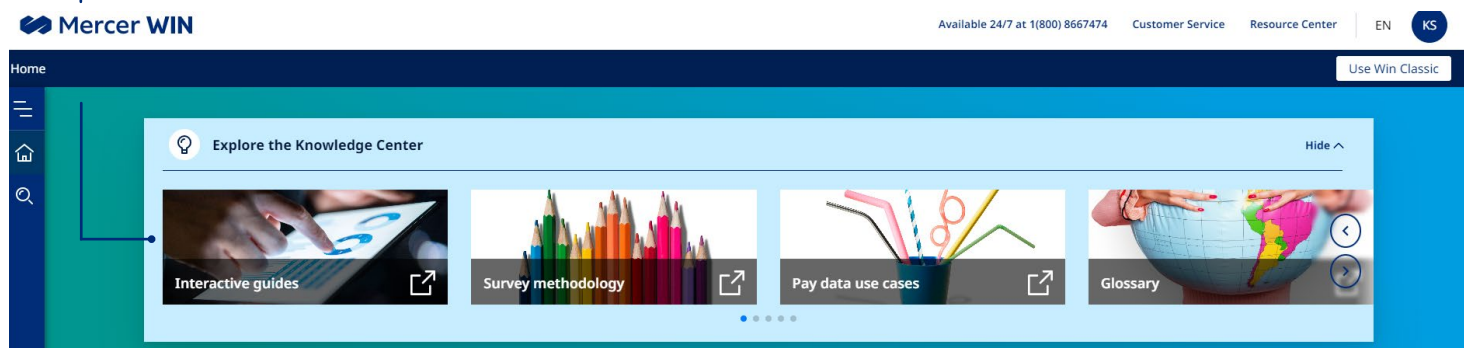 Mercer WIN
Available 24/7 at 1(800) 8667474 Customer Service Resource Center EN KS
Home Use Win Classic
Explore the Knowledge Center Hide
Interactive guides Survey methodology Pay data use cases Glossary